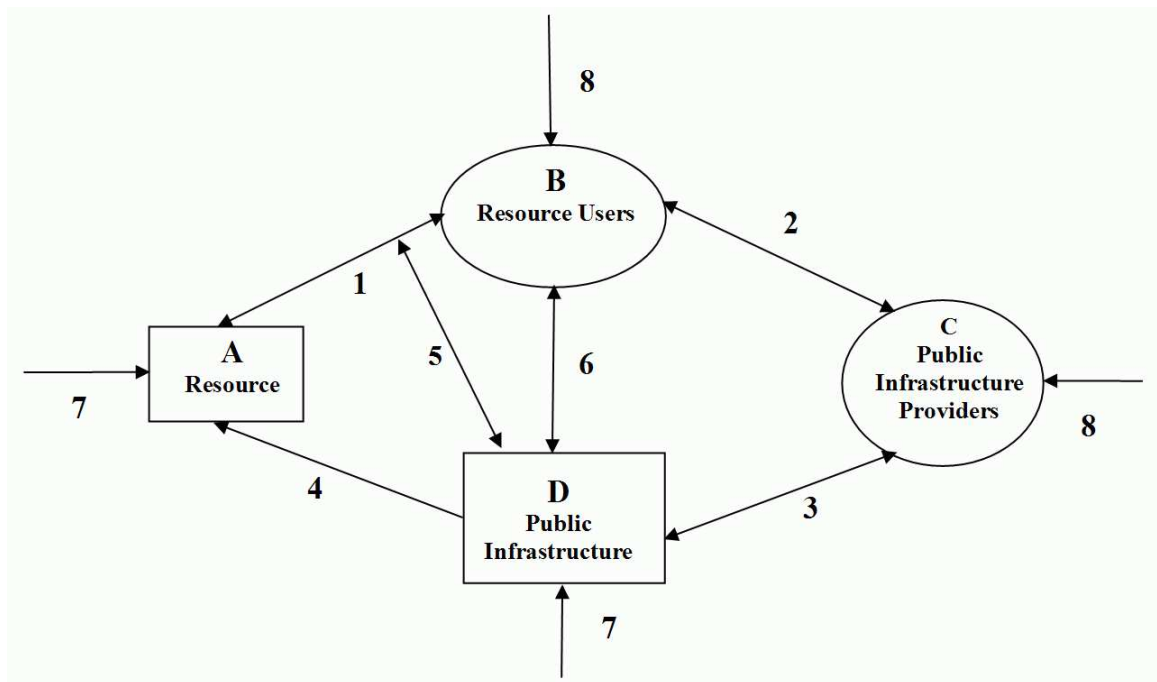 8
B
Resource Users
2
1
A
Resource
7
5
6
C
Public
Infrastructure
Providers
8
4
D
Public
Infrastructure
3
7